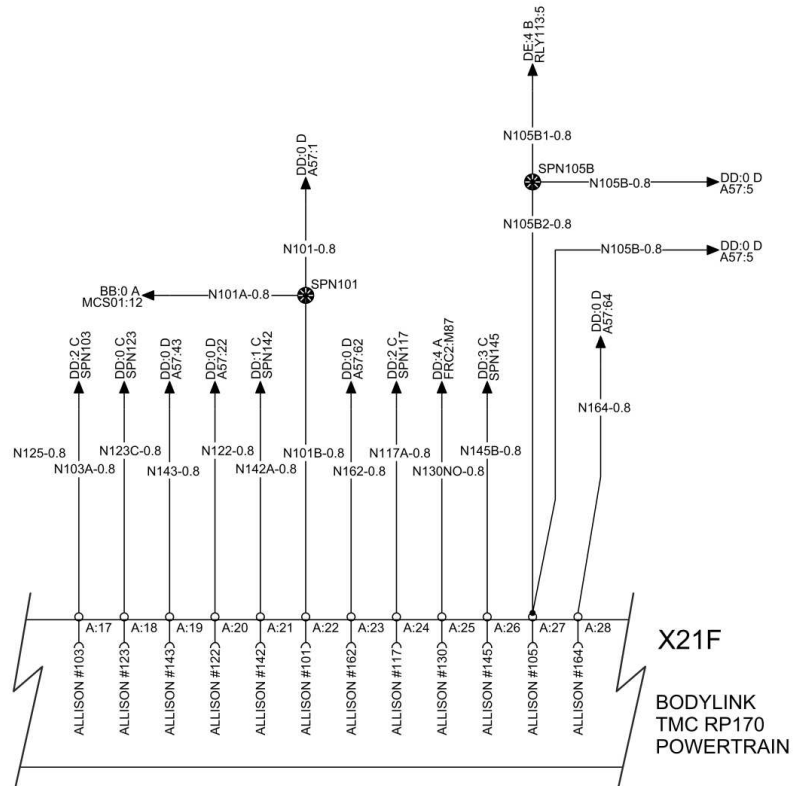 DE:4 B
RLY113:5
N105B1-0.8
DD:0 D
A57:1
SPN105B
N105B-0.8
DD:0 D
A57:5
N105B2-0.8
N101-0.8
N105B-0.8
DD:0 D
A57:5
SPN101
BB:0 A
MCS01:12
N101A-0.8
DD:0 D
A57:64
DD:2 C
SPN103
DD:0 C
SPN123
DD:0 D
A57:43
DD:0 D
A57:22
DD:1 C
SPN142
DD:0 D
A57:62
DD:2 C
SPN117
DD:4 A
FRC2:M87
DD:3 C
SPN145
N164-0.8
N125-0.8
N123C-0.8
N122-0.8
N101B-0.8
N117A-0.8
N145B-0.8
N103A-0.8
N143-0.8
N142A-0.8
N162-0.8
N130NO-0.8
A:17
A:18
A:19
A:20
A:21
A:22
A:23
A:24
A:25
A:26
A:27
A:28
ALLISON #103
ALLISON #123
ALLISON #143
ALLISON #122
ALLISON #142
ALLISON #101
ALLISON #162
ALLISON #117
ALLISON #130
ALLISON #145
ALLISON #105
ALLISON #164
X21F
BODYLINK
TMC RP170
POWERTRAIN